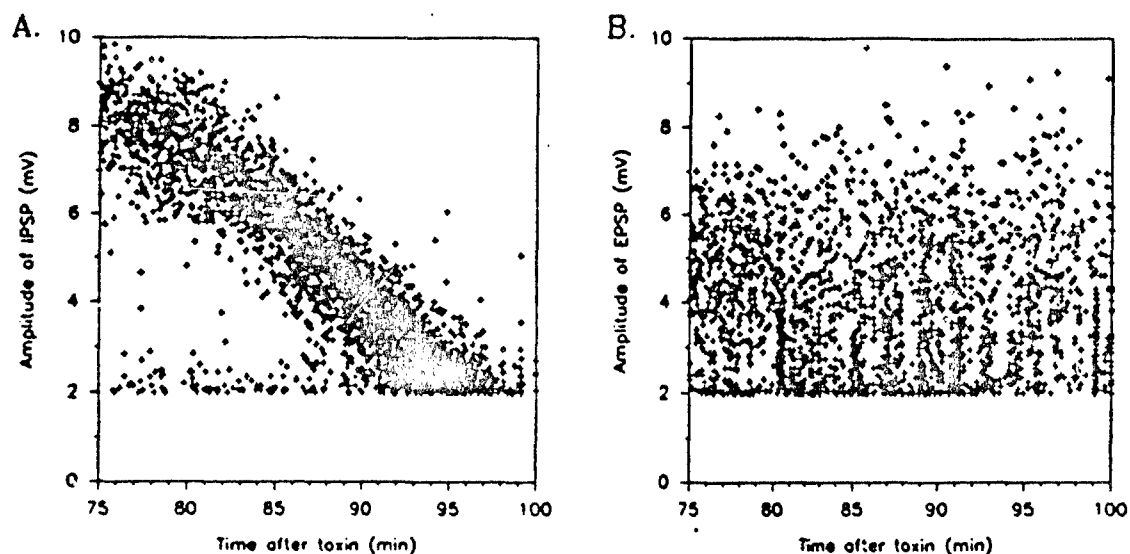 A.
10
8
6
4
2
0
Amplitude of IPSP (mV)
75 80 85 90 95 100
Time after toxin (min)
B.
10
8
6
4
2
0
Amplitude of EPSP (mV)
75 80 85 90 95 100
Time after toxin (min)